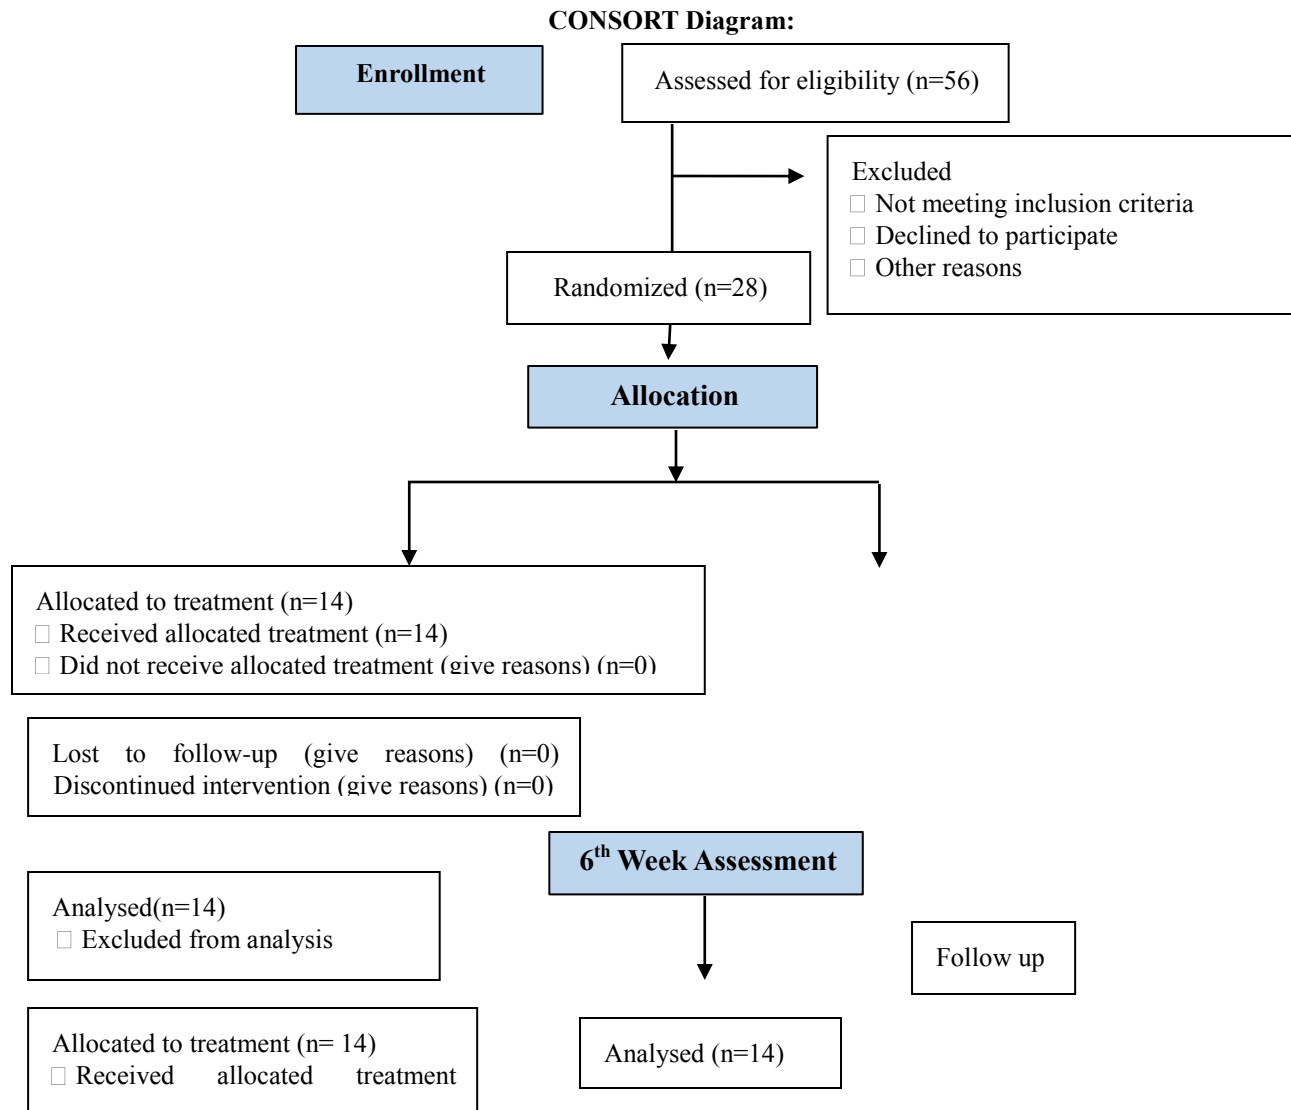 CONSORT Diagram:
Enrollment
Assessed for eligibility (n=56)
Excluded
□ Not meeting inclusion criteria
□ Declined to participate
□ Other reasons
Randomized (n=28)
Allocation
Allocated to treatment (n=14)
□ Received allocated treatment (n=14)
□ Did not receive allocated treatment (give reasons) (n=0)
Lost to follow-up (give reasons) (n=0)
Discontinued intervention (give reasons) (n=0)
6th Week Assessment
Analysed(n=14)
□ Excluded from analysis
Follow up
Allocated to treatment (n= 14)
□ Received allocated treatment
Analysed (n=14)